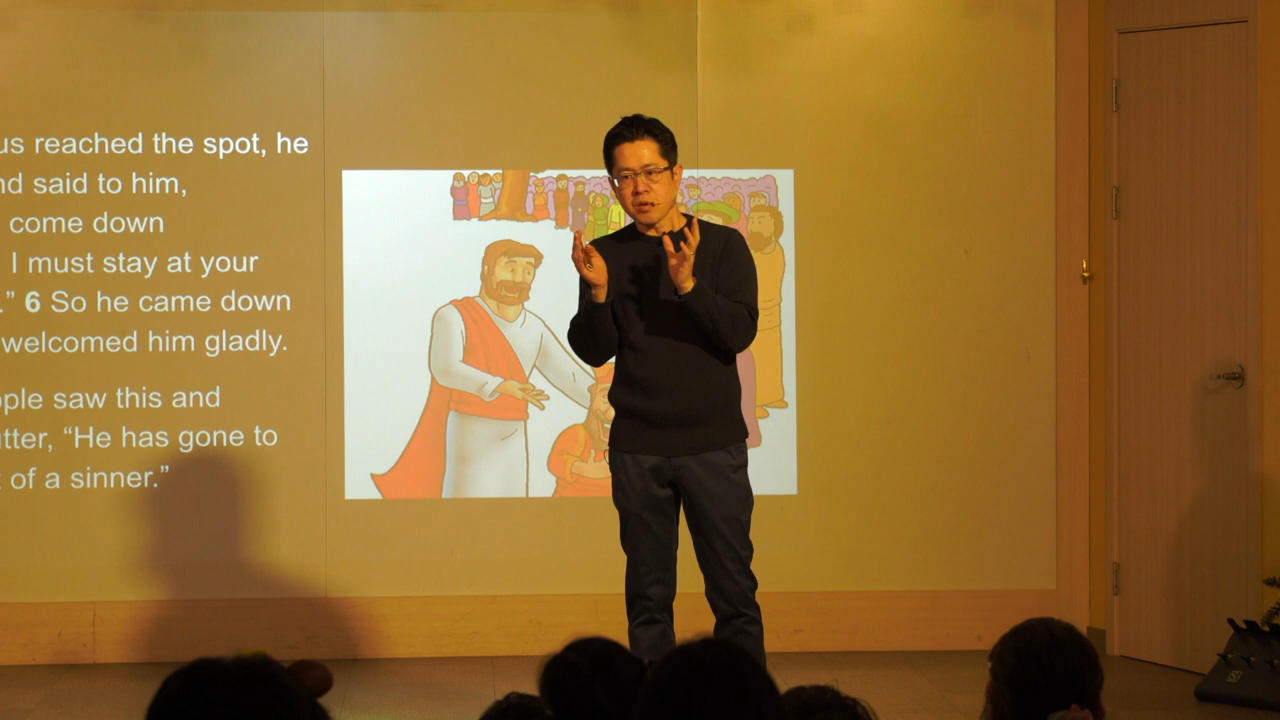 us reached the spot, he
nd said to him,
come down
I must stay at your
.” 6 So he came down
welcomed him gladly.
ople saw this and
utter, “He has gone to
t of a sinner.”